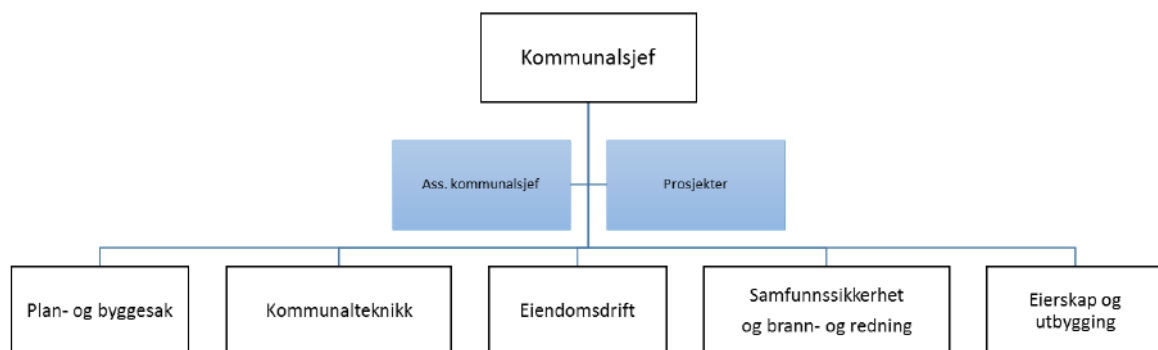 Kommunalsjef
Ass. kommunalsjef
Prosjekter
Plan- og byggesak
Kommunalteknikk
Eiendomsdrift
Samfunnssikkerhet
og brann- og redning
Eierskap og
utbygging